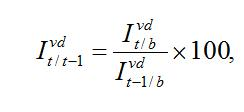 $I^{vd}_{t/t-1} = \frac{I^{vd}_{t/b}}{I^{vd}_{t-1/b}} \times 100,$